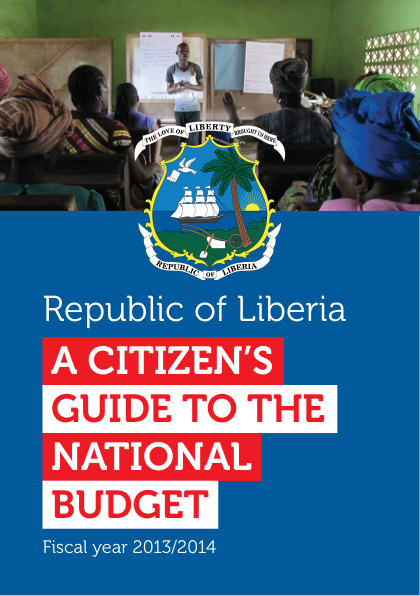 THE LOVE OF LIBERTY BROUGHT US HERE
REPUBLIC OF LIBERIA
Republic of Liberia
A CITIZEN'S
GUIDE TO THE
NATIONAL
BUDGET
Fiscal year 2013/2014